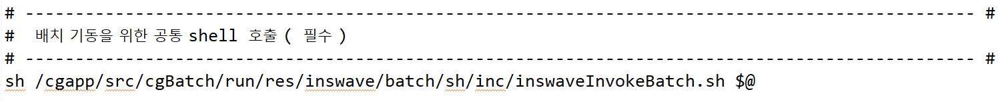 # ----------------------------------------------------------------------------------------------- #
#  배치 기동을 위한 공통 shell 호출 ( 필수 )
# ----------------------------------------------------------------------------------------------- #
sh /cgapp/src/cgBatch/run/res/inswave/batch/sh/inc/inswaveInvokeBatch.sh $@